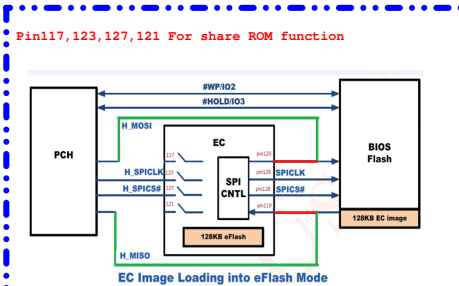 Pin117,123,127,121 For share ROM function
#WP/IO2
#HOLD/IO3
H_MOSI
EC
PCH
BIOS
Flash
117
pin120
H_SPICLK
123
pin126
SPICLK
SPI
CNTL
H_SPICS#
127
pin128
SPICS#
121
pin119
128KB eFlash
128KB EC image
H_MISO
EC Image Loading into eFlash Mode